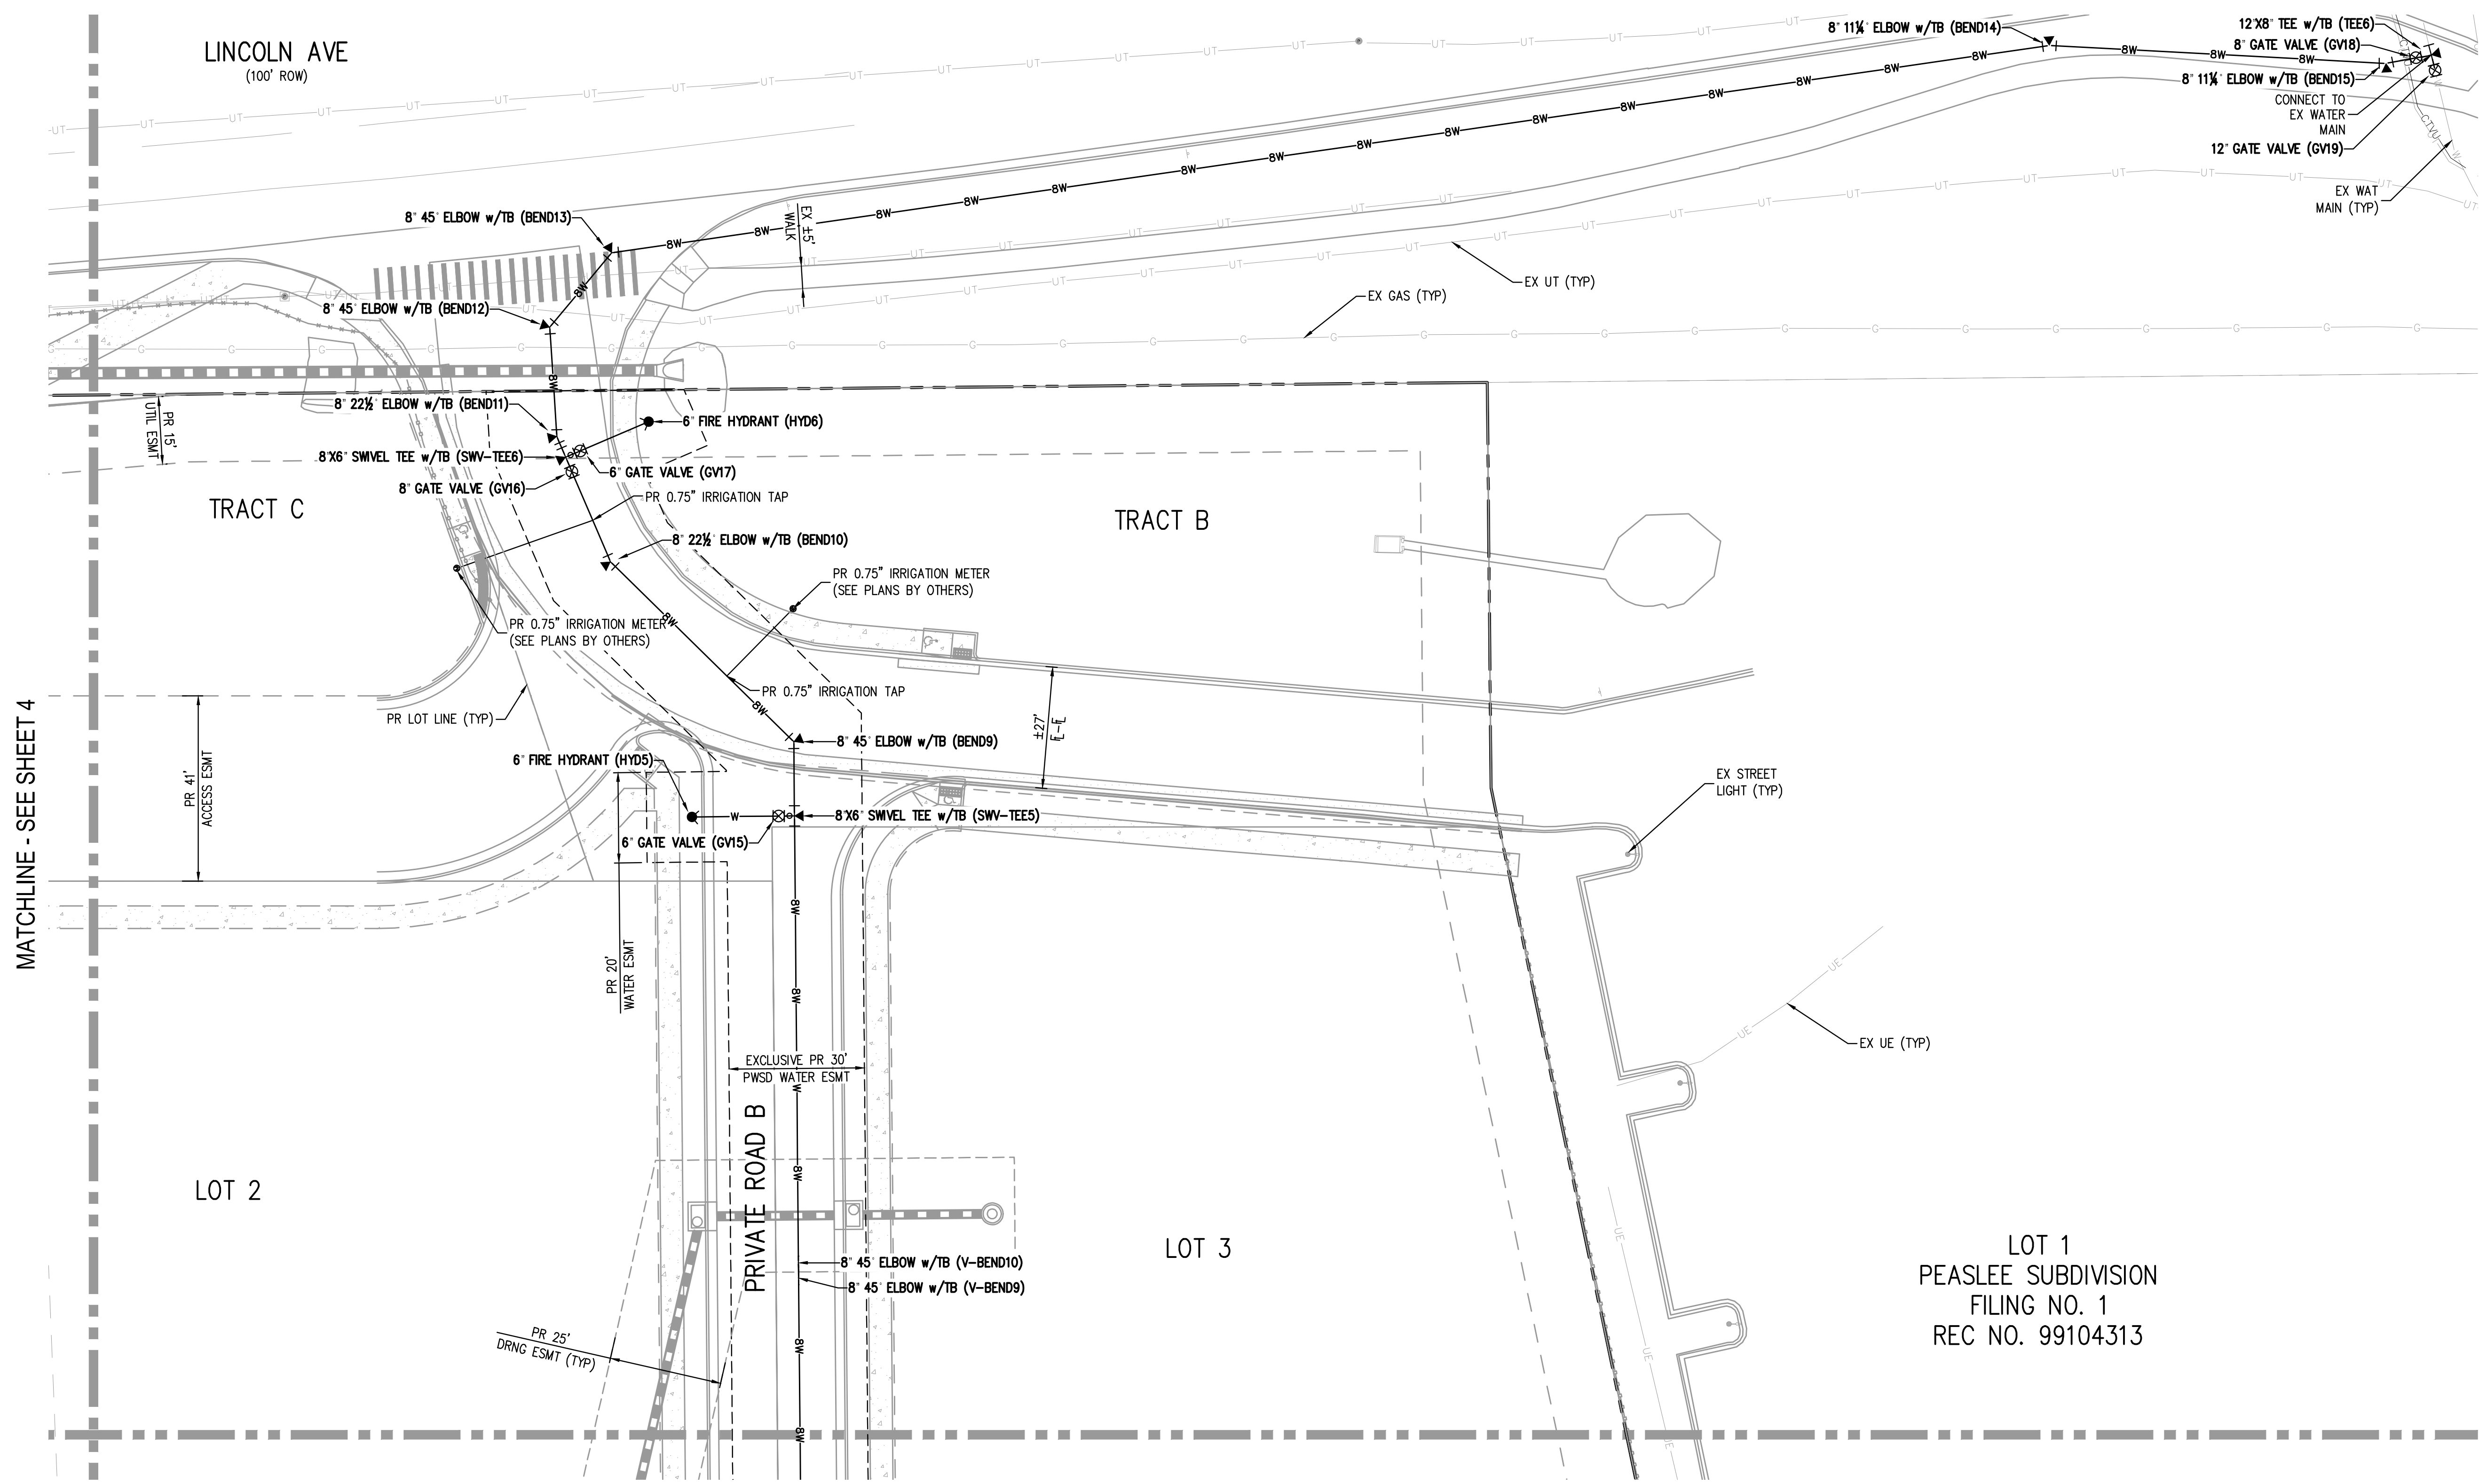 LINCOLN AVE
(100' ROW)
8" 11¼° ELBOW w/TB (BEND14)
12"X8" TEE w/TB (TEE6)
8" GATE VALVE (GV18)
8" 11¼° ELBOW w/TB (BEND15)
CONNECT TO
EX WATER
MAIN
12" GATE VALVE (GV19)
EX WAT
MAIN (TYP)
CTVU
8" 45° ELBOW w/TB (BEND13)
EX ±5'
WALK
EX UT (TYP)
EX GAS (TYP)
8" 45° ELBOW w/TB (BEND12)
8" 22½° ELBOW w/TB (BEND11)
6" FIRE HYDRANT (HYD6)
PR 15'
UTIL ESMT
8"X6" SWIVEL TEE w/TB (SWV-TEE6)
6" GATE VALVE (GV17)
8" GATE VALVE (GV16)
PR 0.75" IRRIGATION TAP
TRACT C
TRACT B
8" 22½° ELBOW w/TB (BEND10)
PR 0.75" IRRIGATION METER
(SEE PLANS BY OTHERS)
PR 0.75" IRRIGATION METER
(SEE PLANS BY OTHERS)
PR 0.75" IRRIGATION TAP
PR LOT LINE (TYP)
±27'
FL-FL
8" 45° ELBOW w/TB (BEND9)
6" FIRE HYDRANT (HYD5)
PR 41'
ACCESS ESMT
EX STREET
LIGHT (TYP)
8"X6" SWIVEL TEE w/TB (SWV-TEE5)
6" GATE VALVE (GV15)
MATCHLINE - SEE SHEET 4
PR 20'
WATER ESMT
EXCLUSIVE PR 30'
PWSD WATER ESMT
EX UE (TYP)
PRIVATE ROAD B
LOT 2
LOT 3
8" 45° ELBOW w/TB (V-BEND10)
8" 45° ELBOW w/TB (V-BEND9)
LOT 1
PEASLEE SUBDIVISION
FILING NO. 1
REC NO. 99104313
PR 25'
DRNG ESMT (TYP)
8W
UT
G
W
UE